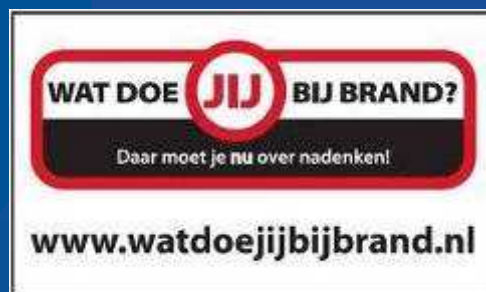 WAT DOE JIJ BIJ BRAND?
Daar moet je nu over nadenken!
www.watdoejijbijbrand.nl